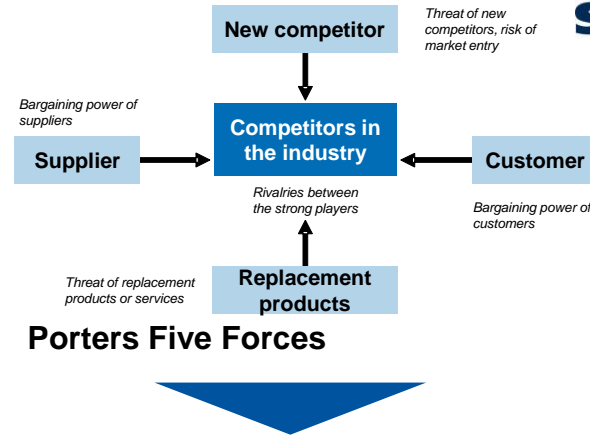 New competitor
Threat of new
competitors, risk of
market entry
Bargaining power of
suppliers
Supplier
Competitors in
the industry
Customer
Rivalries between
the strong players
Bargaining power of
customers
Threat of replacement
products or services
Replacement
products
Porters Five Forces